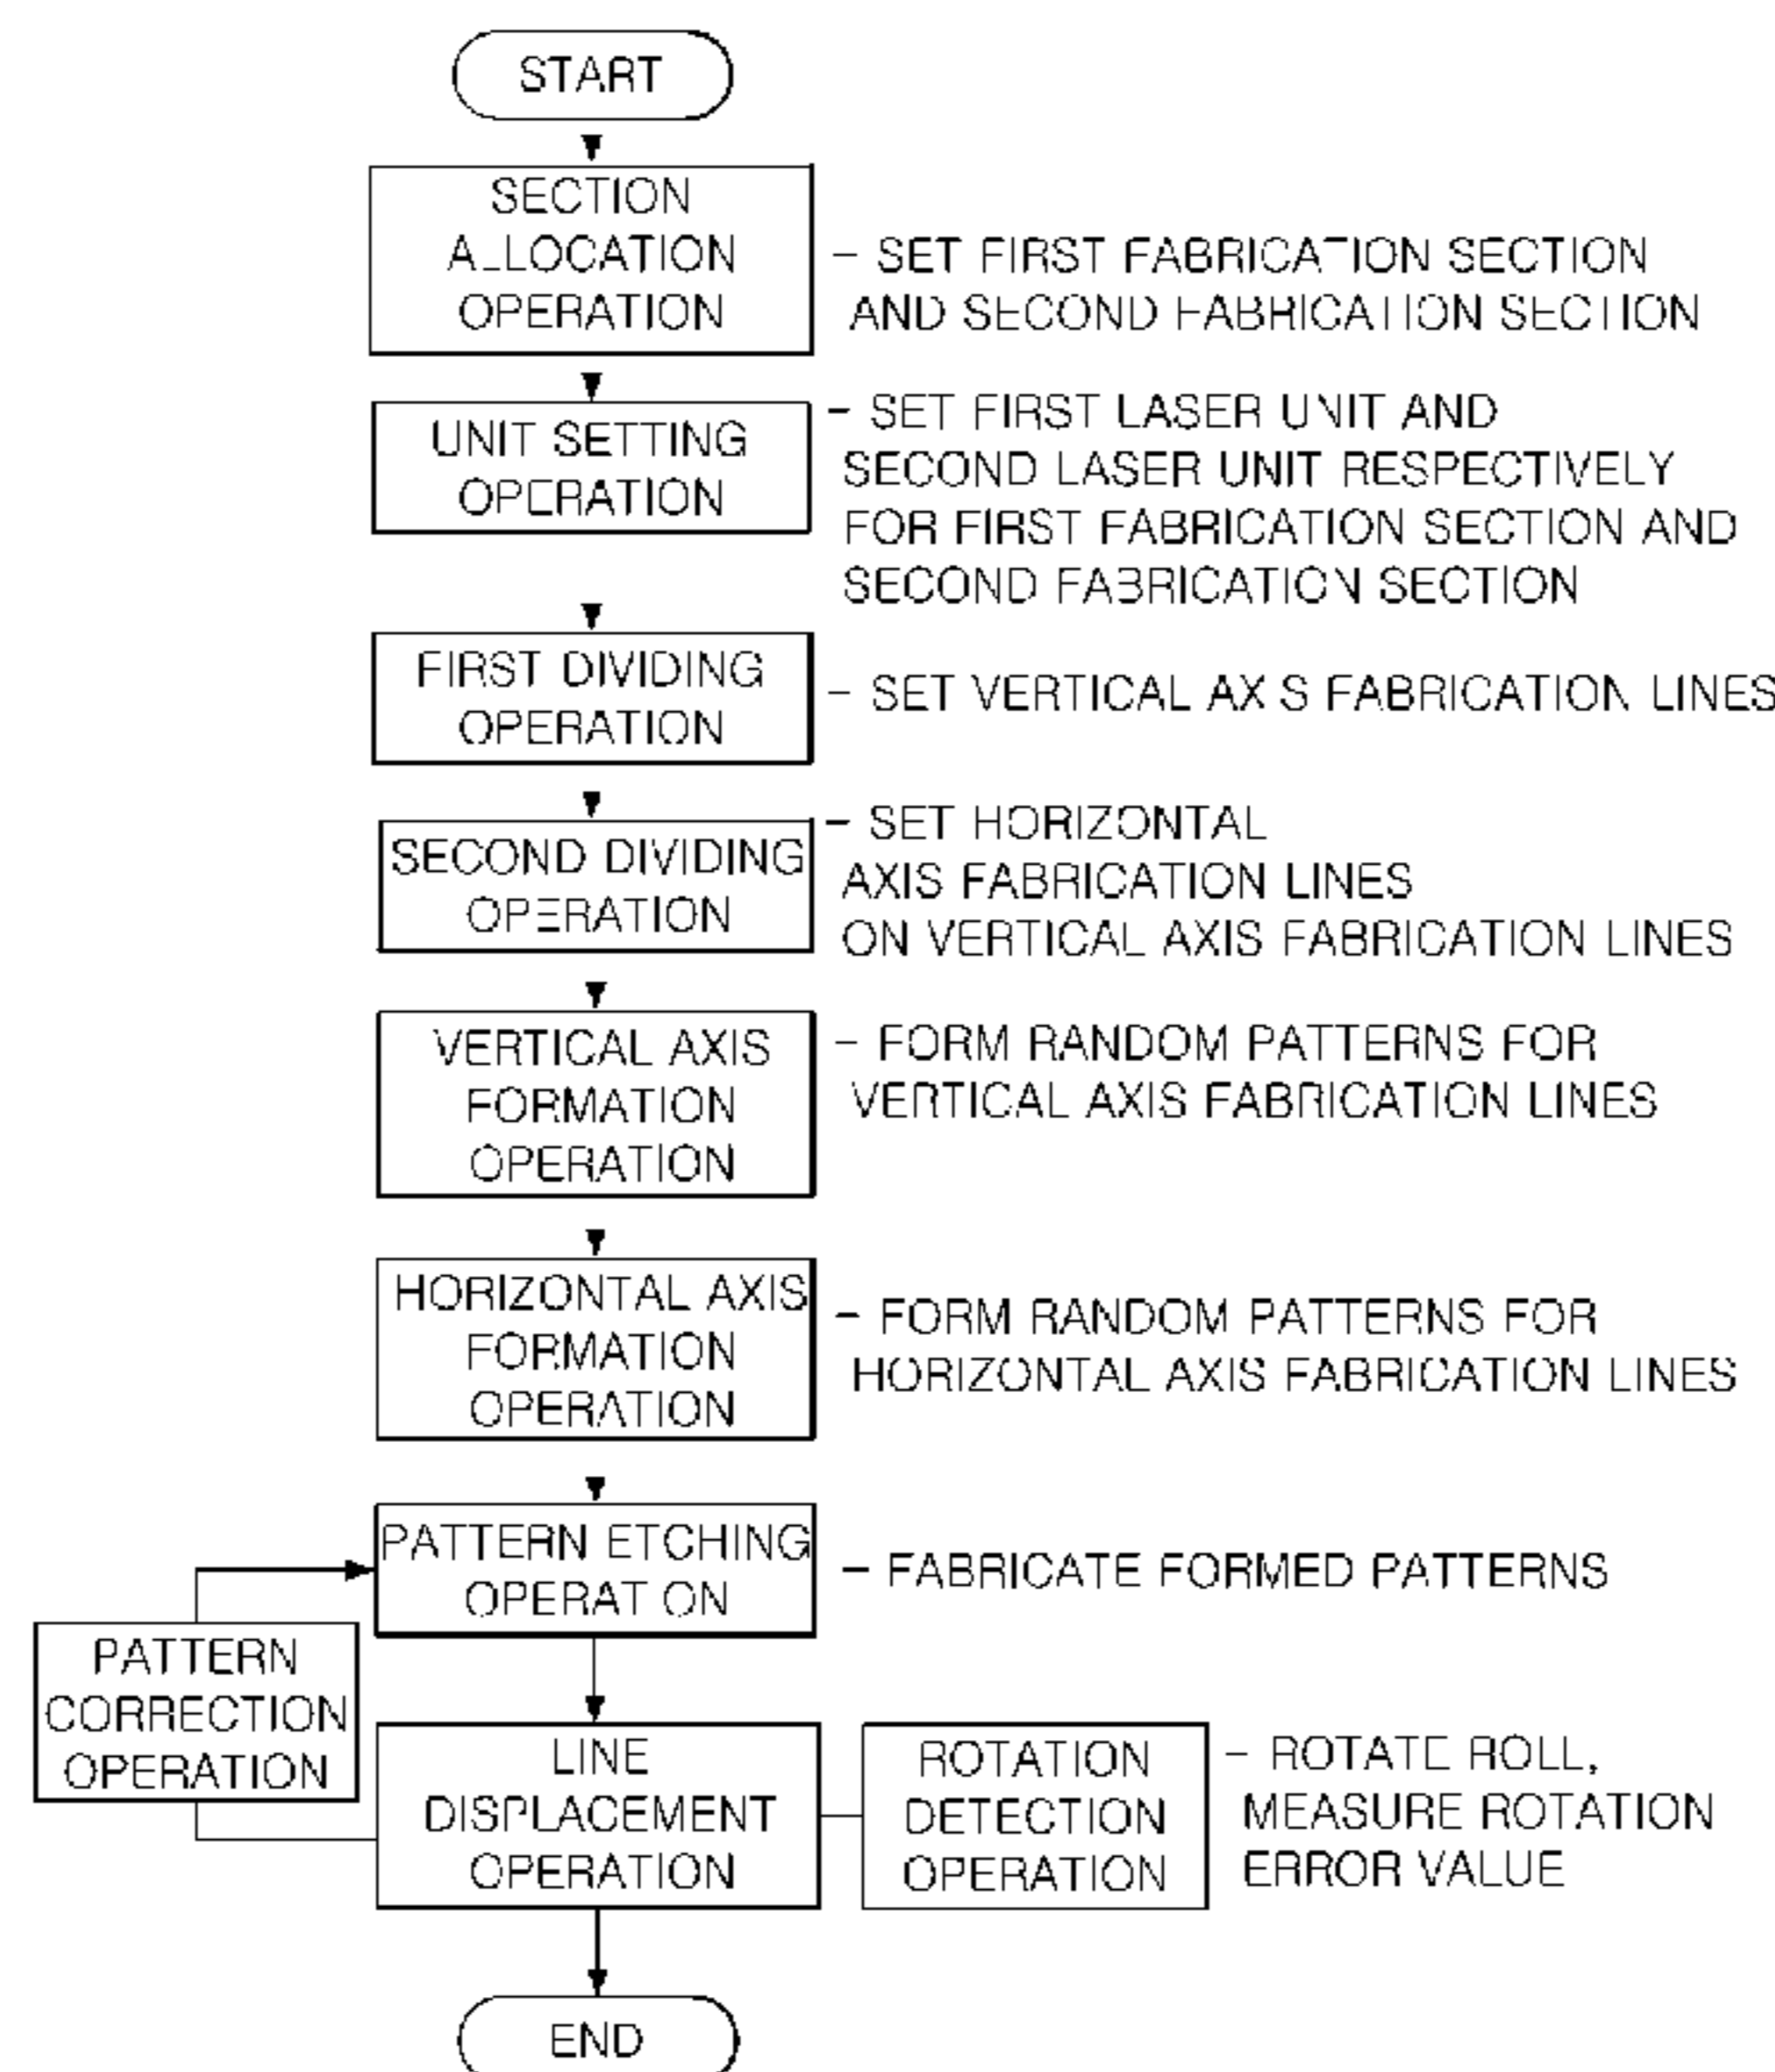 START
SECTION
ALLOCATION
OPERATION
- SET FIRST FABRICATION SECTION
AND SECOND FABRICATION SECTION
UNIT SETTING
OPERATION
- SET FIRST LASER UNIT AND
SECOND LASER UNIT RESPECTIVELY
FOR FIRST FABRICATION SECTION AND
SECOND FABRICATION SECTION
FIRST DIVIDING
OPERATION
- SET VERTICAL AXIS FABRICATION LINES
SECOND DIVIDING
OPERATION
- SET HORIZONTAL
AXIS FABRICATION LINES
ON VERTICAL AXIS FABRICATION LINES
VERTICAL AXIS
FORMATION
OPERATION
- FORM RANDOM PATTERNS FOR
VERTICAL AXIS FABRICATION LINES
HORIZONTAL AXIS
FORMATION
OPERATION
- FORM RANDOM PATTERNS FOR
HORIZONTAL AXIS FABRICATION LINES
PATTERN ETCHING
OPERATION
- FABRICATE FORMED PATTERNS
PATTERN
CORRECTION
OPERATION
LINE
DISPLACEMENT
OPERATION
ROTATION
DETECTION
OPERATION
- ROTATE ROLL,
MEASURE ROTATION
ERROR VALUE
END